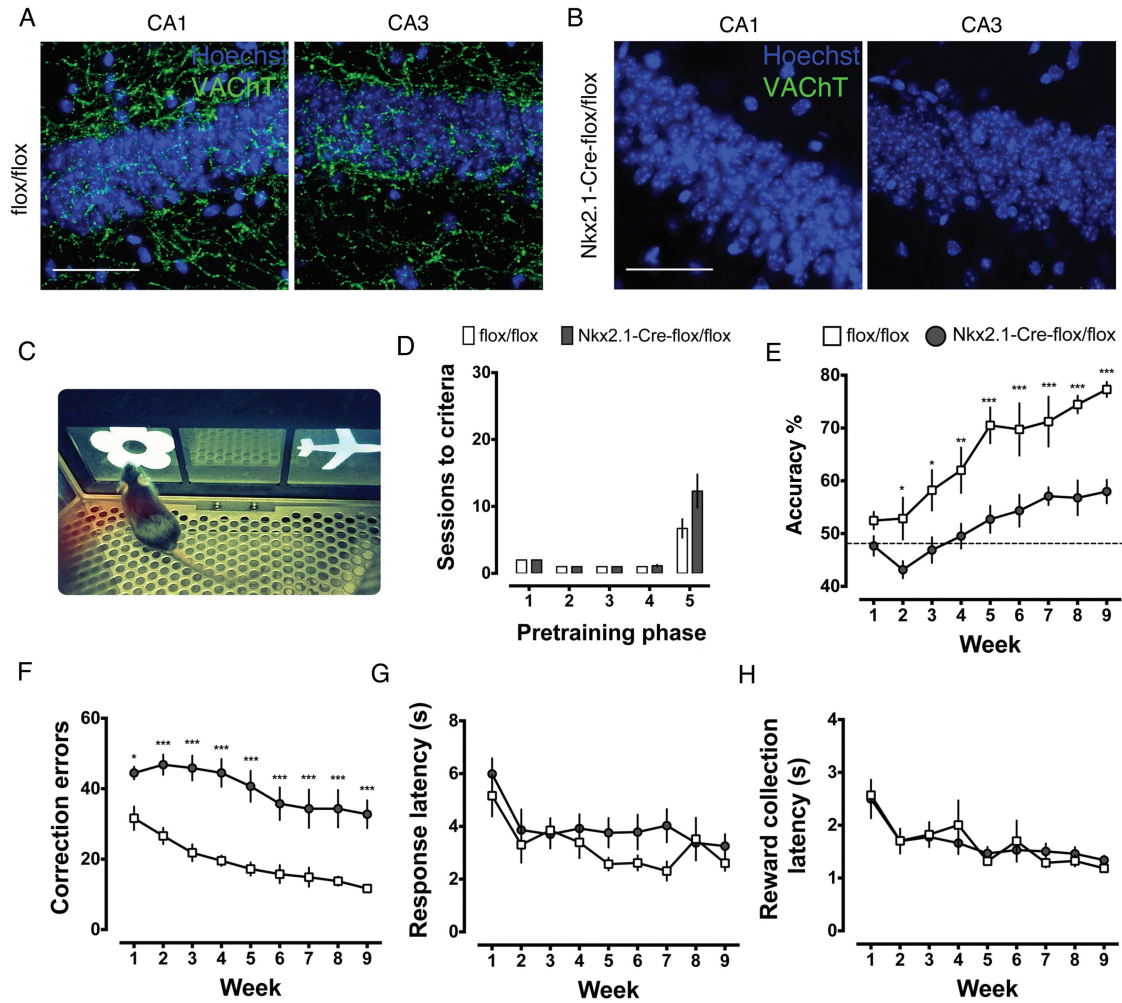 A
CA1
CA3
flox/flox
Hoechst
VAChT
B
CA1
CA3
Nkx2.1-Cre-flox/flox
Hoechst
VAChT
C
D
flox/flox
Nkx2.1-Cre-flox/flox
Sessions to criteria
30
20
10
0
1 2 3 4 5
Pretraining phase
E
flox/flox
Nkx2.1-Cre-flox/flox
Accuracy %
80
70
60
50
40
* * ** *** *** *** *** ***
1 2 3 4 5 6 7 8 9
Week
F
Correction errors
60
40
20
0
* *** *** *** *** *** *** *** ***
1 2 3 4 5 6 7 8 9
Week
G
Response latency (s)
8
6
4
2
0
1 2 3 4 5 6 7 8 9
Week
H
Reward collection
latency (s)
4
3
2
1
0
1 2 3 4 5 6 7 8 9
Week